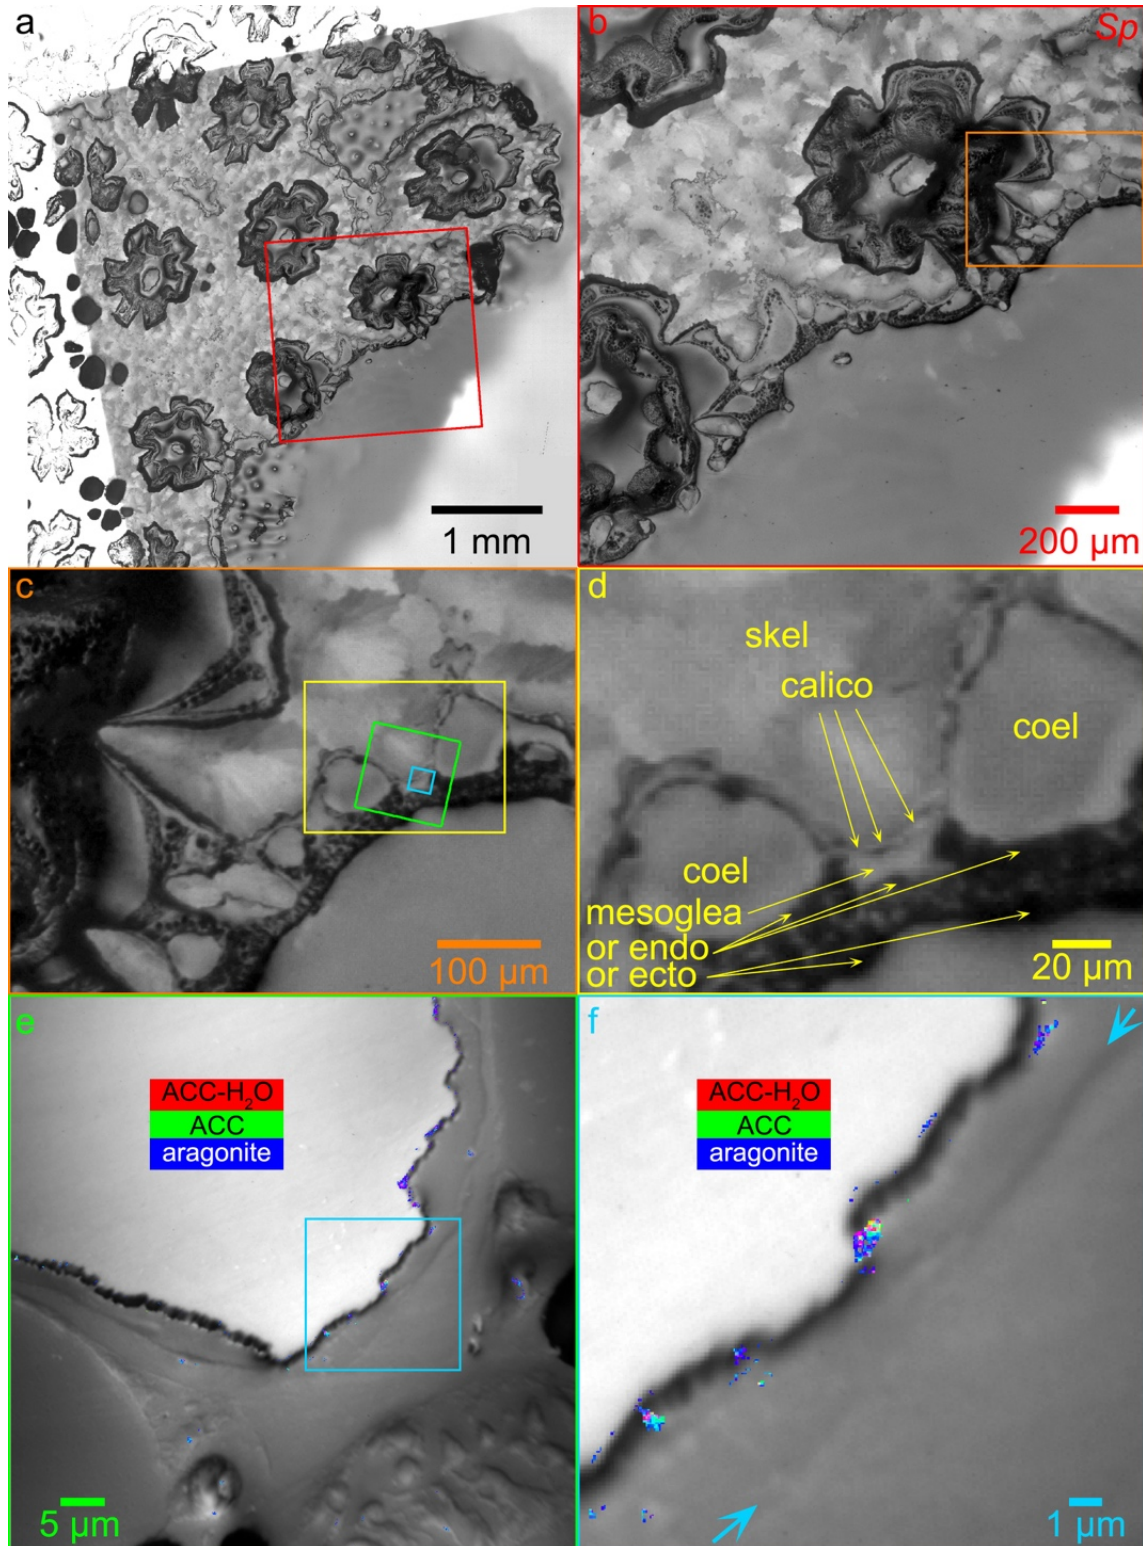 a
1 mm
b
Sp
200 µm
c
100 µm
d
skel
calico
coel
coel
mesoglea
or endo
or ecto
20 µm
e
ACC-H₂O
ACC
aragonite
5 µm
f
ACC-H₂O
ACC
aragonite
1 µm